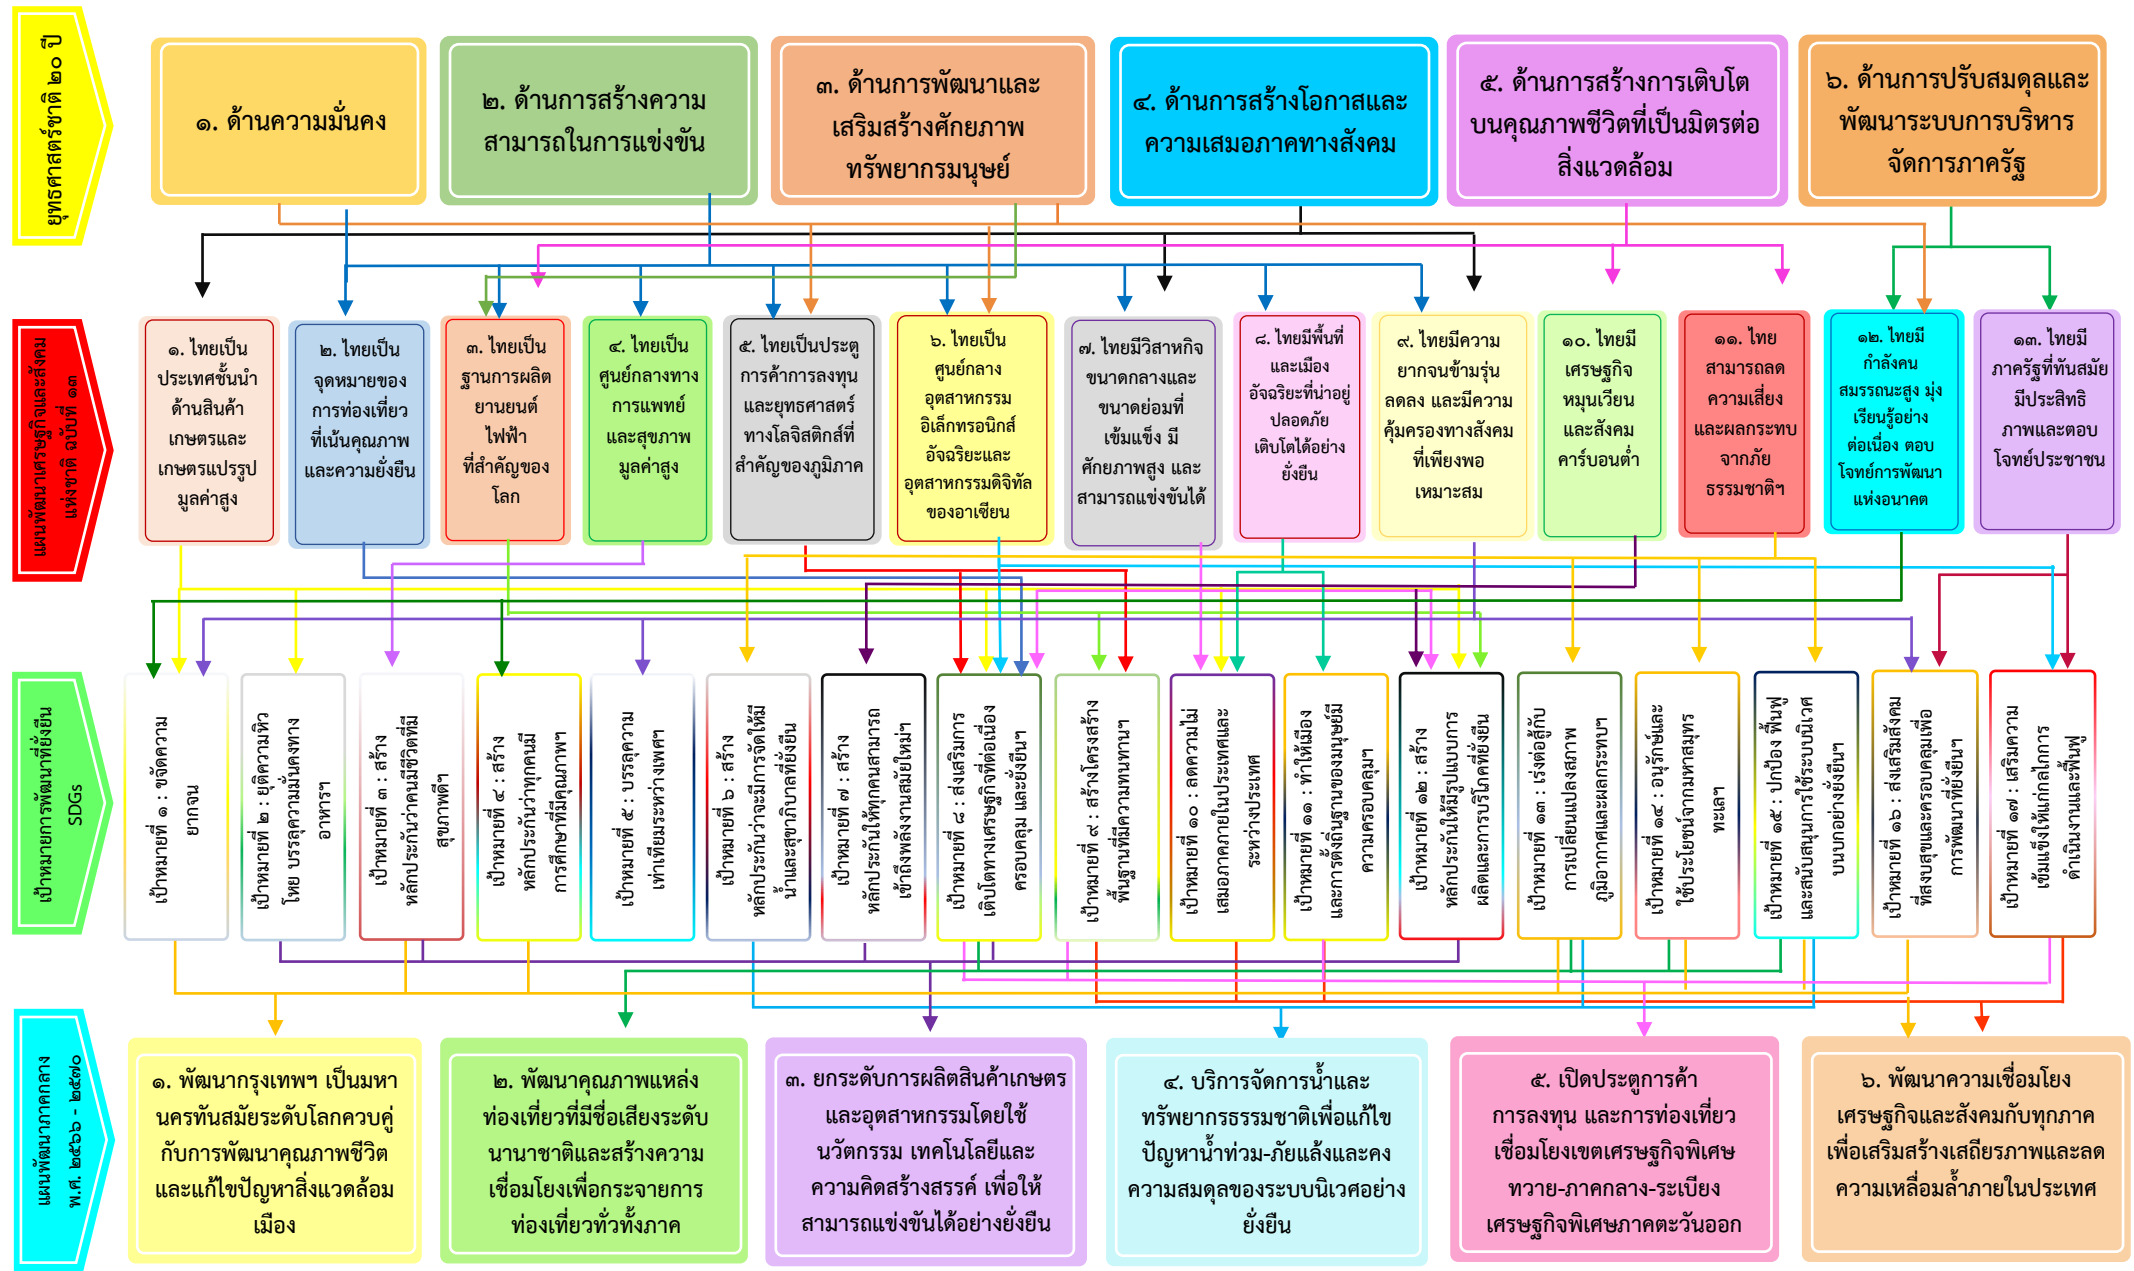 ยุทธศาสตร์ชาติ ๒๐ ปี
๑. ด้านความมั่นคง
๒. ด้านการสร้างความ
สามารถในการแข่งขัน
๓. ด้านการพัฒนาและ
เสริมสร้างศักยภาพ
ทรัพยากรมนุษย์
๔. ด้านการสร้างโอกาสและ
ความเสมอภาคทางสังคม
๕. ด้านการสร้างการเติบโต
บนคุณภาพชีวิตที่เป็นมิตรต่อ
สิ่งแวดล้อม
๖. ด้านการปรับสมดุลและ
พัฒนาระบบการบริหาร
จัดการภาครัฐ
แผนพัฒนาเศรษฐกิจและสังคม
แห่งชาติ ฉบับที่ ๑๓
๑. ไทยเป็น
ประเทศชั้นนำ
ด้านสินค้า
เกษตรและ
เกษตรแปรรูป
มูลค่าสูง
๒. ไทยเป็น
จุดหมายของ
การท่องเที่ยว
ที่เน้นคุณภาพ
และความยั่งยืน
๓. ไทยเป็น
ฐานการผลิต
ยานยนต์
ไฟฟ้า
ที่สำคัญของ
โลก
๔. ไทยเป็น
ศูนย์กลางทาง
การแพทย์
และสุขภาพ
มูลค่าสูง
๕. ไทยเป็นประตู
การค้าการลงทุน
และยุทธศาสตร์
ทางโลจิสติกส์ที่
สำคัญของภูมิภาค
๖. ไทยเป็น
ศูนย์กลาง
อุตสาหกรรม
อิเล็กทรอนิกส์
อัจฉริยะและ
อุตสาหกรรมดิจิทัล
ของอาเซียน
๗. ไทยมีวิสาหกิจ
ขนาดกลางและ
ขนาดย่อมที่
เข้มแข็ง มี
ศักยภาพสูง และ
สามารถแข่งขันได้
๘. ไทยมีพื้นที่
และเมือง
อัจฉริยะที่น่าอยู่
ปลอดภัย
เติบโตได้อย่าง
ยั่งยืน
๙. ไทยมีความ
ยากจนข้ามรุ่น
ลดลง และมีความ
คุ้มครองทางสังคม
ที่เพียงพอ
เหมาะสม
๑๐. ไทยมี
เศรษฐกิจ
หมุนเวียน
และสังคม
คาร์บอนต่ำ
๑๑. ไทย
สามารถลด
ความเสี่ยง
และผลกระทบ
จากภัย
ธรรมชาติฯ
๑๒. ไทยมี
กำลังคน
สมรรถนะสูง มุ่ง
เรียนรู้อย่าง
ต่อเนื่อง ตอบ
โจทย์การพัฒนา
แห่งอนาคต
๑๓. ไทยมี
ภาครัฐที่ทันสมัย
มีประสิทธิ
ภาพและตอบ
โจทย์ประชาชน
เป้าหมายการพัฒนาที่ยั่งยืน
SDGs
เป้าหมายที่ ๑ : ขจัดความ
ยากจน
เป้าหมายที่ ๒ : ยุติความหิว
โหย บรรลุความมั่นคงทาง
อาหารฯ
เป้าหมายที่ ๓ : สร้าง
หลักประกันว่าคนมีชีวิตที่มี
สุขภาพดีฯ
เป้าหมายที่ ๔ : สร้าง
หลักประกันว่าทุกคนมี
การศึกษาที่มีคุณภาพฯ
เป้าหมายที่ ๕ : บรรลุความ
เท่าเทียมระหว่างเพศฯ
เป้าหมายที่ ๖ : สร้าง
หลักประกันว่าจะมีการจัดให้มี
น้ำและสุขาภิบาลที่ยั่งยืน
เป้าหมายที่ ๗ : สร้าง
หลักประกันให้ทุกคนสามารถ
เข้าถึงพลังงานสมัยใหม่ฯ
เป้าหมายที่ ๘ : ส่งเสริมการ
เติบโตทางเศรษฐกิจที่ต่อเนื่อง
ครอบคลุม และยั่งยืนฯ
เป้าหมายที่ ๙ : สร้างโครงสร้าง
พื้นฐานที่มีความทนทานฯ
เป้าหมายที่ ๑๐ : ลดความไม่
เสมอภาคภายในประเทศและ
ระหว่างประเทศ
เป้าหมายที่ ๑๑ : ทำให้เมือง
และการตั้งถิ่นฐานของมนุษย์มี
ความครอบคลุมฯ
เป้าหมายที่ ๑๒ : สร้าง
หลักประกันให้มีรูปแบบการ
ผลิตและการบริโภคที่ยั่งยืน
เป้าหมายที่ ๑๓ : เร่งต่อสู้กับ
การเปลี่ยนแปลงสภาพ
ภูมิอากาศและผลกระทบฯ
เป้าหมายที่ ๑๔ : อนุรักษ์และ
ใช้ประโยชน์จากมหาสมุทร
ทะเลฯ
เป้าหมายที่ ๑๕ : ปกป้อง ฟื้นฟู
และสนับสนุนการใช้ระบบนิเวศ
บนบกอย่างยั่งยืนฯ
เป้าหมายที่ ๑๖ : ส่งเสริมสังคม
ที่สงบสุขและครอบคลุมเพื่อ
การพัฒนาที่ยั่งยืนฯ
เป้าหมายที่ ๑๗ : เสริมความ
เข้มแข็งให้แก่กลไกการ
ดำเนินงานและฟื้นฟู
แผนพัฒนาภาคกลาง
พ.ศ. ๒๕๖๖ - ๒๕๗๐
๑. พัฒนากรุงเทพฯ เป็นมหา
นครทันสมัยระดับโลกควบคู่
กับการพัฒนาคุณภาพชีวิต
และแก้ไขปัญหาสิ่งแวดล้อม
เมือง
๒. พัฒนาคุณภาพแหล่ง
ท่องเที่ยวที่มีชื่อเสียงระดับ
นานาชาติและสร้างความ
เชื่อมโยงเพื่อกระจายการ
ท่องเที่ยวทั่วทั้งภาค
๓. ยกระดับการผลิตสินค้าเกษตร
และอุตสาหกรรมโดยใช้
นวัตกรรม เทคโนโลยีและ
ความคิดสร้างสรรค์ เพื่อให้
สามารถแข่งขันได้อย่างยั่งยืน
๔. บริการจัดการน้ำและ
ทรัพยากรธรรมชาติเพื่อแก้ไข
ปัญหาน้ำท่วม-ภัยแล้งและคง
ความสมดุลของระบบนิเวศอย่าง
ยั่งยืน
๕. เปิดประตูการค้า
การลงทุน และการท่องเที่ยว
เชื่อมโยงเขตเศรษฐกิจพิเศษ
ทวาย-ภาคกลาง-ระเบียง
เศรษฐกิจพิเศษภาคตะวันออก
๖. พัฒนาความเชื่อมโยง
เศรษฐกิจและสังคมกับทุกภาค
เพื่อเสริมสร้างเสถียรภาพและลด
ความเหลื่อมล้ำภายในประเทศ